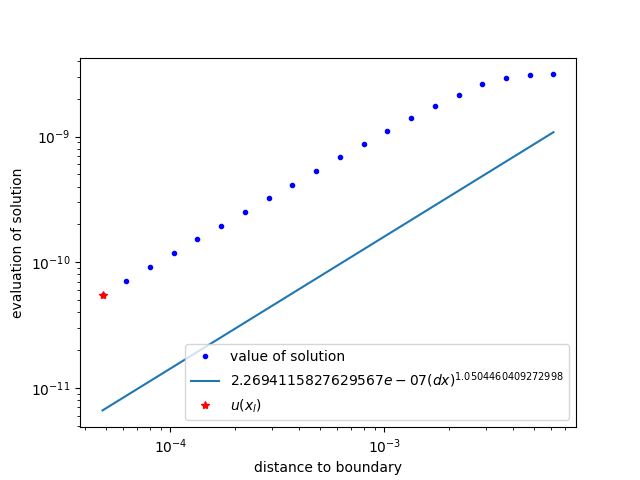 10⁻⁹
10⁻¹⁰
10⁻¹¹
evaluation of solution
value of solution
2.2694115827629567e − 07(dx)^1.0504460409272998
u(x_I)
10⁻⁴
10⁻³
distance to boundary